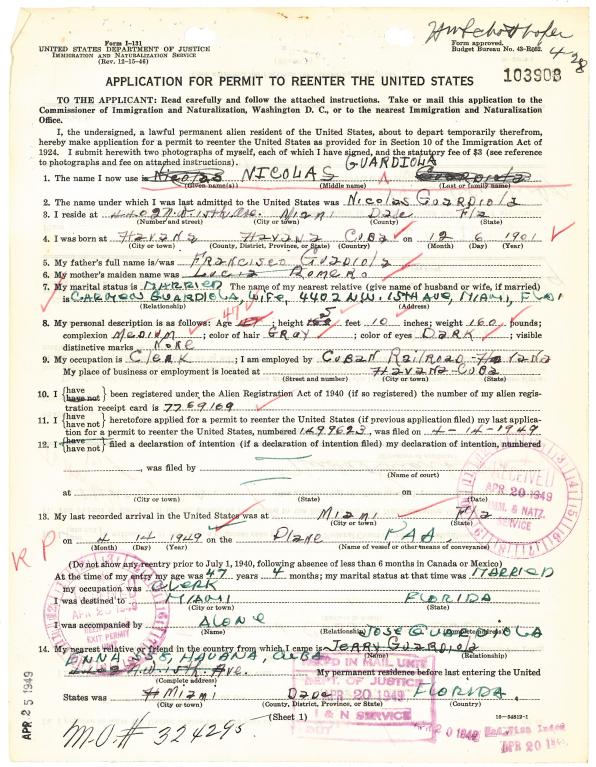 Form I-131
UNITED STATES DEPARTMENT OF JUSTICE
IMMIGRATION AND NATURALIZATION SERVICE
(Rev. 12-15-46)
Form approved.
Budget Bureau No. 43-R082.
4 28
103908
APPLICATION FOR PERMIT TO REENTER THE UNITED STATES
TO THE APPLICANT: Read carefully and follow the attached instructions. Take or mail this application to the
Commissioner of Immigration and Naturalization, Washington D. C., or to the nearest Immigration and Naturalization
Office.
I, the undersigned, a lawful permanent alien resident of the United States, about to depart temporarily therefrom,
hereby make application for a permit to reenter the United States as provided for in Section 10 of the Immigration Act of
1924. I submit herewith two photographs of myself, each of which I have signed, and the statutory fee of $3 (see reference
to photographs and fee on attached instructions).
GUARDIOLA
1. The name I now use is Nicolas NICOLAS Guardiola
(Given name(s)) (Middle name) (Last or family name)
2. The name under which I was last admitted to the United States was Nicolas Guardiola
3. I reside at 4402 N.W. 15th Ave. Miami Dade Fla
(Number and street) (City or town) (County) (State)
4. I was born at Havana Havana Cuba on 12 6 1901
(City or town) (County, District, Province, or State) (Country) (Month) (Day) (Year)
5. My father's full name is/was Francisco Guardiola
6. My mother's maiden name was Lucia Romero
7. My marital status is MARRIED The name of my nearest relative (give name of husband or wife, if married)
is CARMEN GUARDIOLA, WIFE, 4402 N.W. 15TH AVE, MIAMI, FLOI
(Relationship) (Address)
8. My personal description is as follows: Age 47 ; height 5 feet 10 inches; weight 160 pounds;
complexion Medium ; color of hair GRAY ; color of eyes DARK ; visible
distinctive marks None
9. My occupation is Clerk ; I am employed by Cuban Railroad-Havana
My place of business or employment is located at Havana-Cuba
(Street and number) (City or town)
10. I {have / have not} been registered under the Alien Registration Act of 1940 (if so registered) the number of my alien regis-
tration receipt card is 7769169
11. I {have / have not} heretofore applied for a permit to reenter the United States (if previous application filed) my last applica-
tion for a permit to reenter the United States, numbered 1499623, was filed on 4-14-1949
12. I {have / have not} filed a declaration of intention (if a declaration of intention filed) my declaration of intention, numbered
, was filed by
(Name of court)
at on
(City or town) (State) (Date)
RECEIVED
APR 20 1949
IMM. & NATZ.
SERVICE
13. My last recorded arrival in the United States was at Miami Fla
(City or town) (State)
R P
on 4 14 1949 on the Plane PAA
(Month) (Day) (Year) (Name of vessel or other means of conveyance)
(Do not show any reentry prior to July 1, 1940, following absence of less than 6 months in Canada or Mexico)
At the time of my entry my age was 47 years 4 months; my marital status at that time was MARRIED
my occupation was CLERK
I was destined to MIAMI FLORIDA
(City or town) (State)
I was accompanied by ALONE
(Name) (Relationship) (Complete address)
EXIT PERMIT
JOSE GUARDIOLA
14. My nearest relative or friend in the country from which I came is Jerry Guardiola
(Name) (Relationship)
ENNA 558, HAVANA, CUBA My permanent residence before last entering the United
(Complete address)
States was Miami Dade FLORIDA
(City or town) (County, District, Province, or State) (Country)
IN MAIL UNIT
DEPT OF JUSTICE
APR 20 1949
I & N SERVICE
(Sheet 1)
16-54812-1
APR 25 1949
M.O.# 324295
APR 20 1949